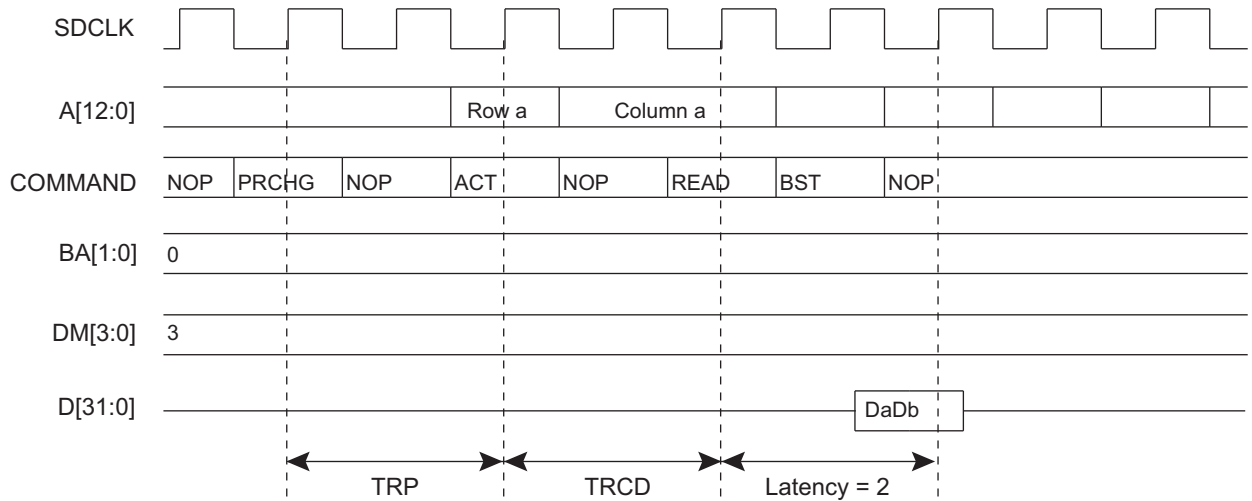 SDCLK
A[12:0] Row a Column a
COMMAND NOP PRCHG NOP ACT NOP READ BST NOP
BA[1:0] 0
DM[3:0] 3
D[31:0] DaDb
TRP TRCD Latency = 2